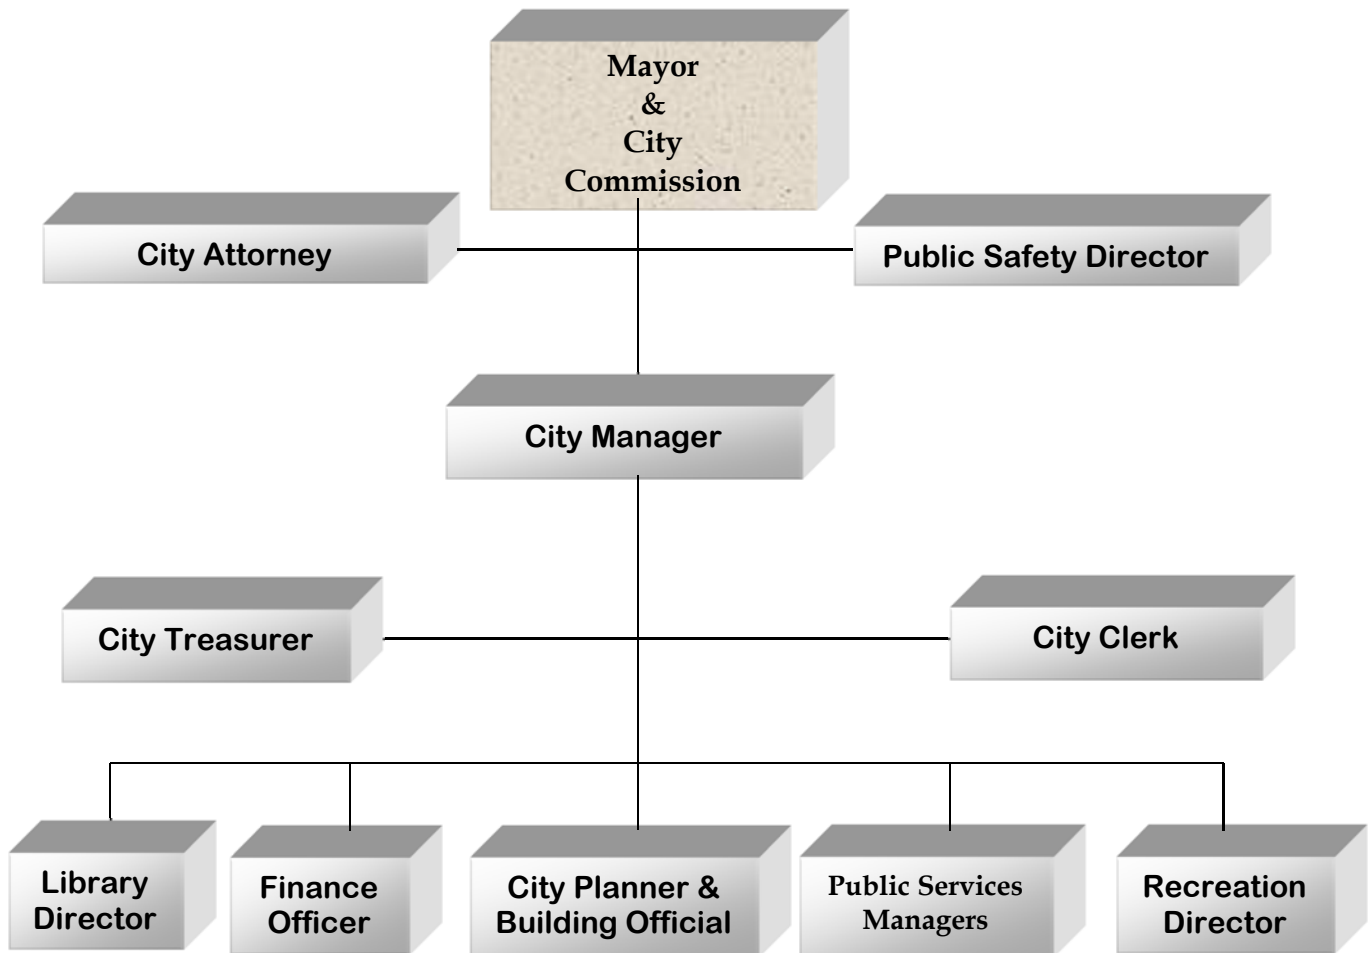 Mayor
&
City
Commission
City Attorney
Public Safety Director
City Manager
City Treasurer
City Clerk
Library
Director
Finance
Officer
City Planner &
Building Official
Public Services
Managers
Recreation
Director